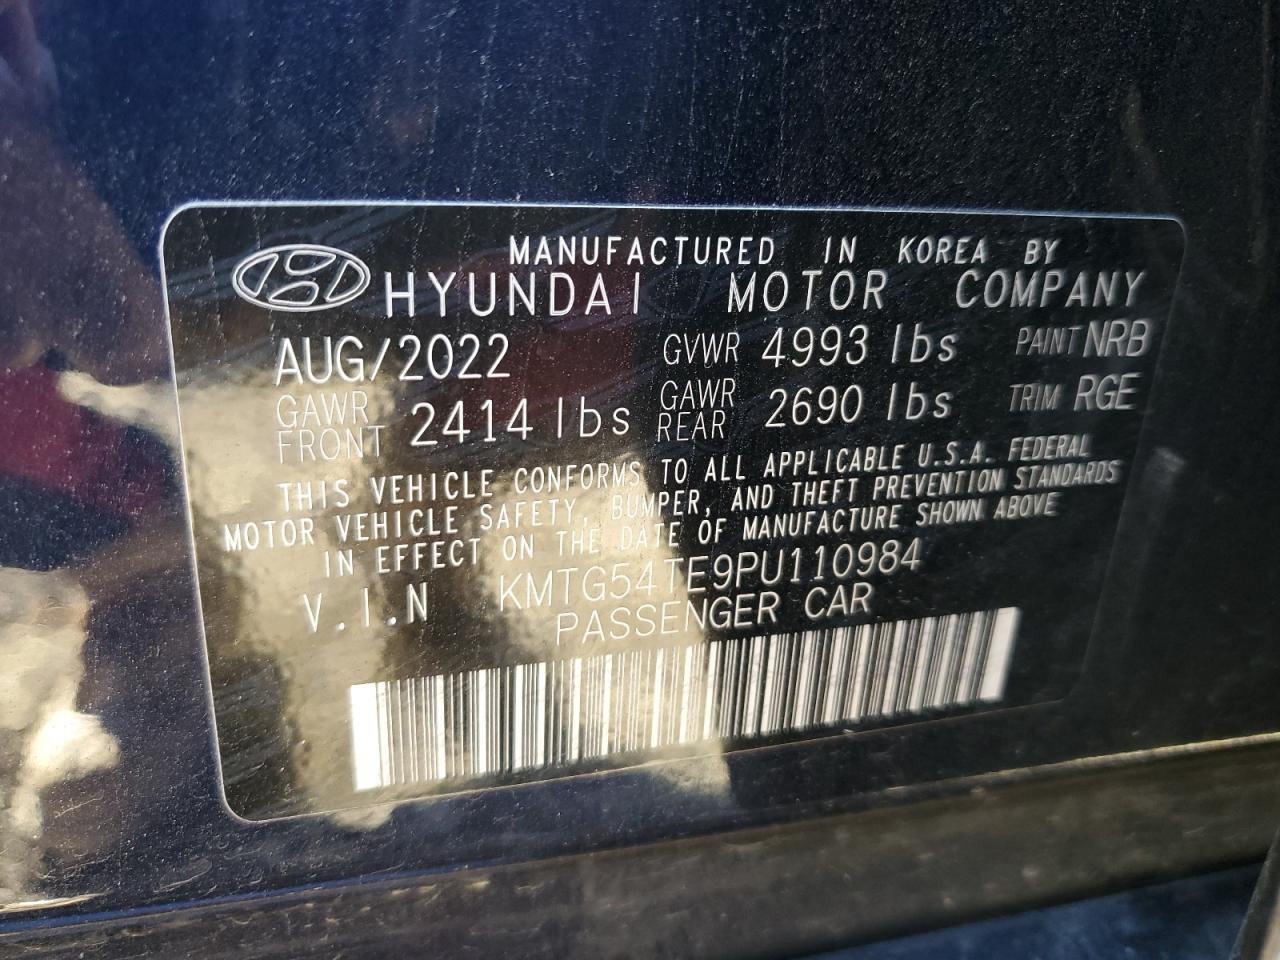 MANUFACTURED IN KOREA BY
HYUNDAI MOTOR COMPANY
AUG/2022 GVWR 4993 lbs PAINT NRB
GAWR FRONT 2414 lbs GAWR REAR 2690 lbs TRIM RGE
THIS VEHICLE CONFORMS TO ALL APPLICABLE U.S.A. FEDERAL
MOTOR VEHICLE SAFETY, BUMPER, AND THEFT PREVENTION STANDARDS
IN EFFECT ON THE DATE OF MANUFACTURE SHOWN ABOVE
V.I.N KMTG54TE9PU110984
PASSENGER CAR